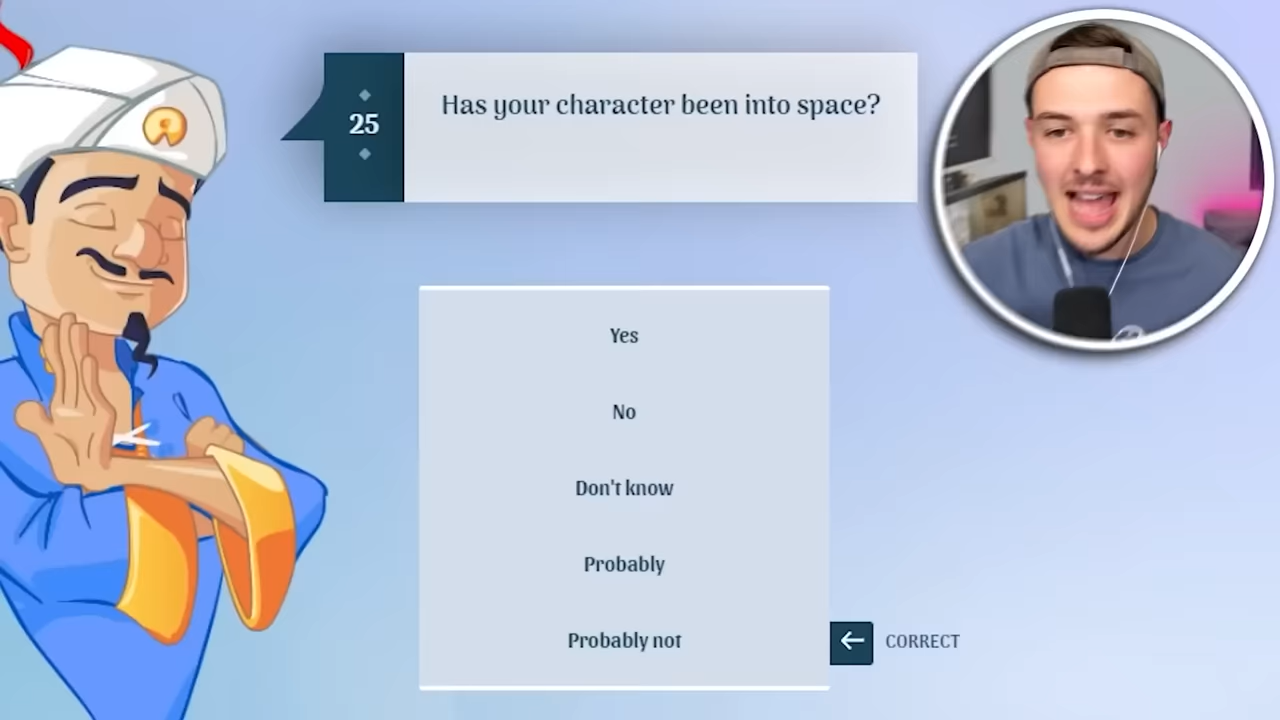 25
Has your character been into space?
Yes
No
Don't know
Probably
Probably not
CORRECT